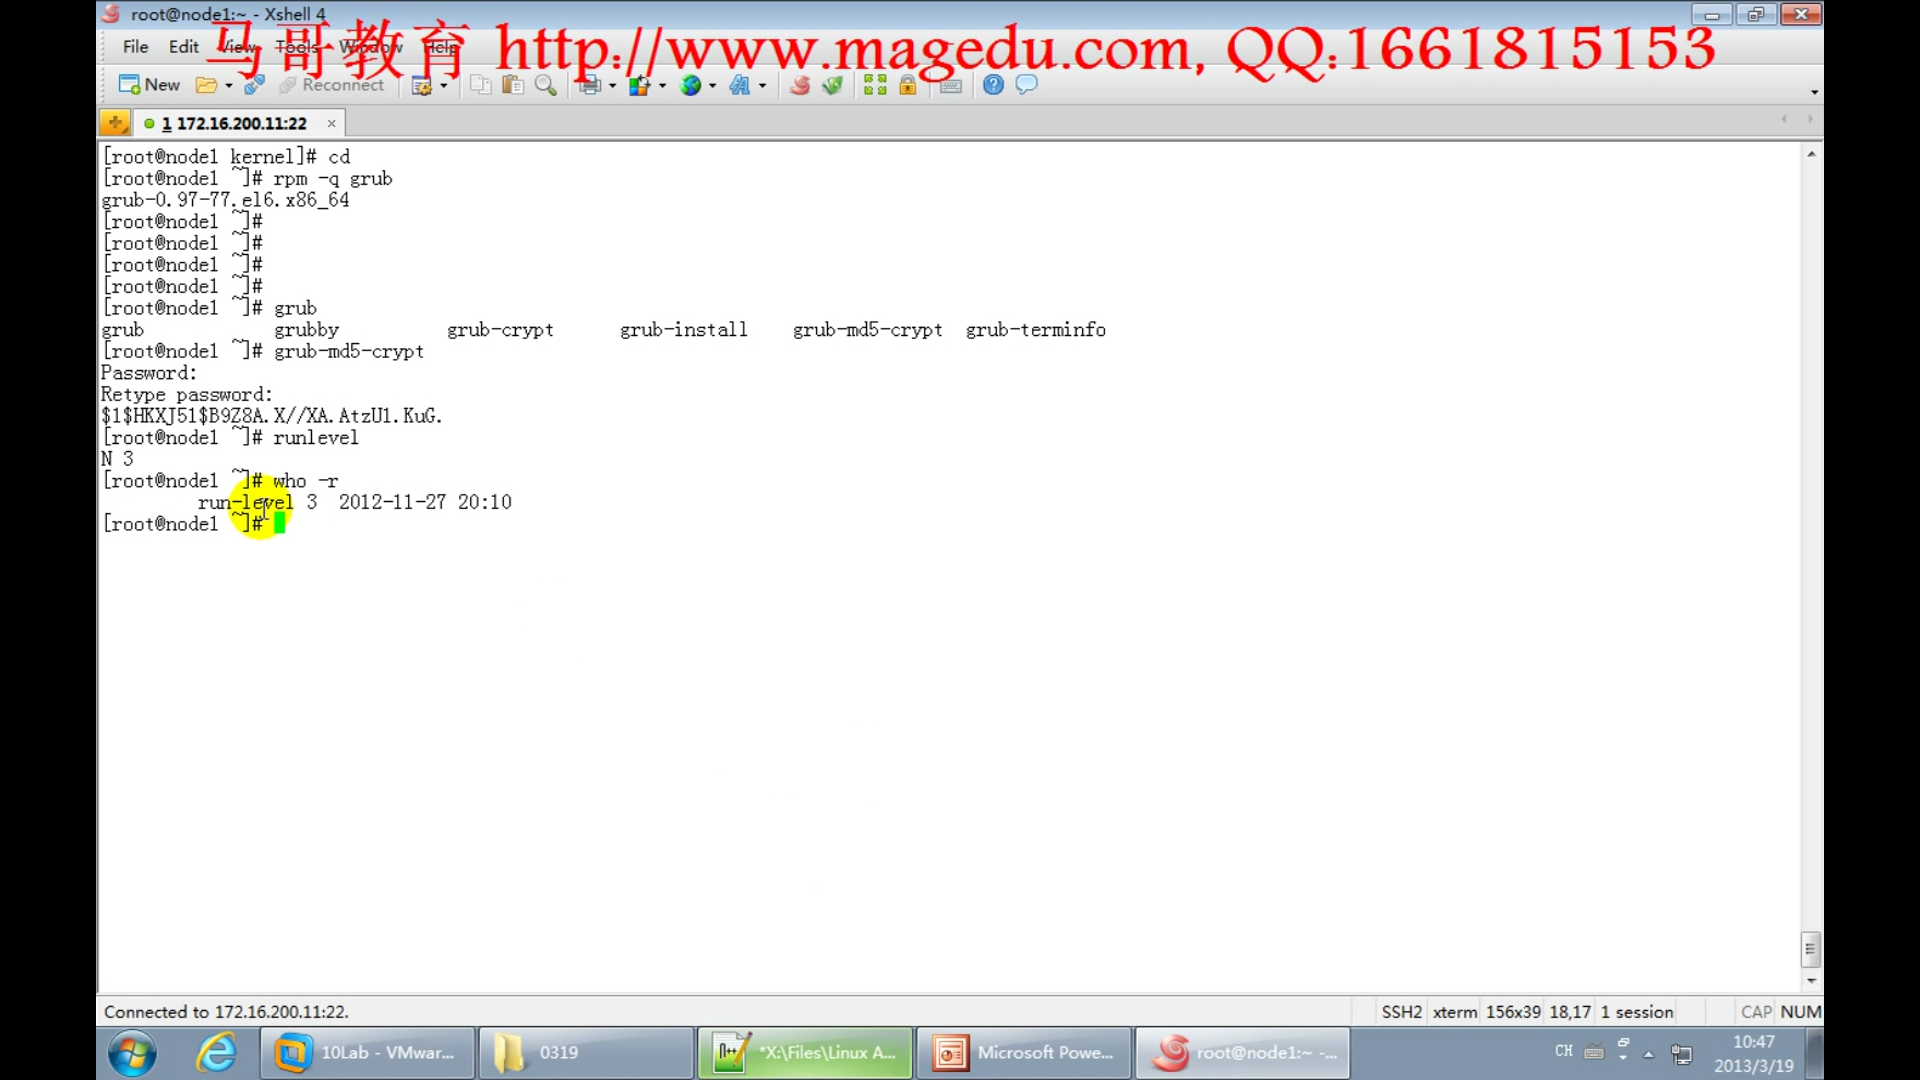 root@node1:~ - Xshell 4
马哥教育 http://www.magedu.com, QQ:1661815153
File Edit View Tools Window Help
New Reconnect
1 172.16.200.11:22
[root@node1 kernel]# cd
[root@node1 ~]# rpm -q grub
grub-0.97-77.el6.x86_64
[root@node1 ~]#
[root@node1 ~]#
[root@node1 ~]#
[root@node1 ~]#
[root@node1 ~]# grub
grub grubby grub-crypt grub-install grub-md5-crypt grub-terminfo
[root@node1 ~]# grub-md5-crypt
Password:
Retype password:
$1$HKXJ51$B9Z8A.X//XA.AtzU1.KuG.
[root@node1 ~]# runlevel
N 3
[root@node1 ~]# who -r
run-level 3 2012-11-27 20:10
[root@node1 ~]#
Connected to 172.16.200.11:22. SSH2 xterm 156x39 18,17 1 session CAP NUM
10Lab - VMwar... 0319 *X:\Files\Linux A... Microsoft Powe... root@node1:~ -... CH 10:47
2013/3/19